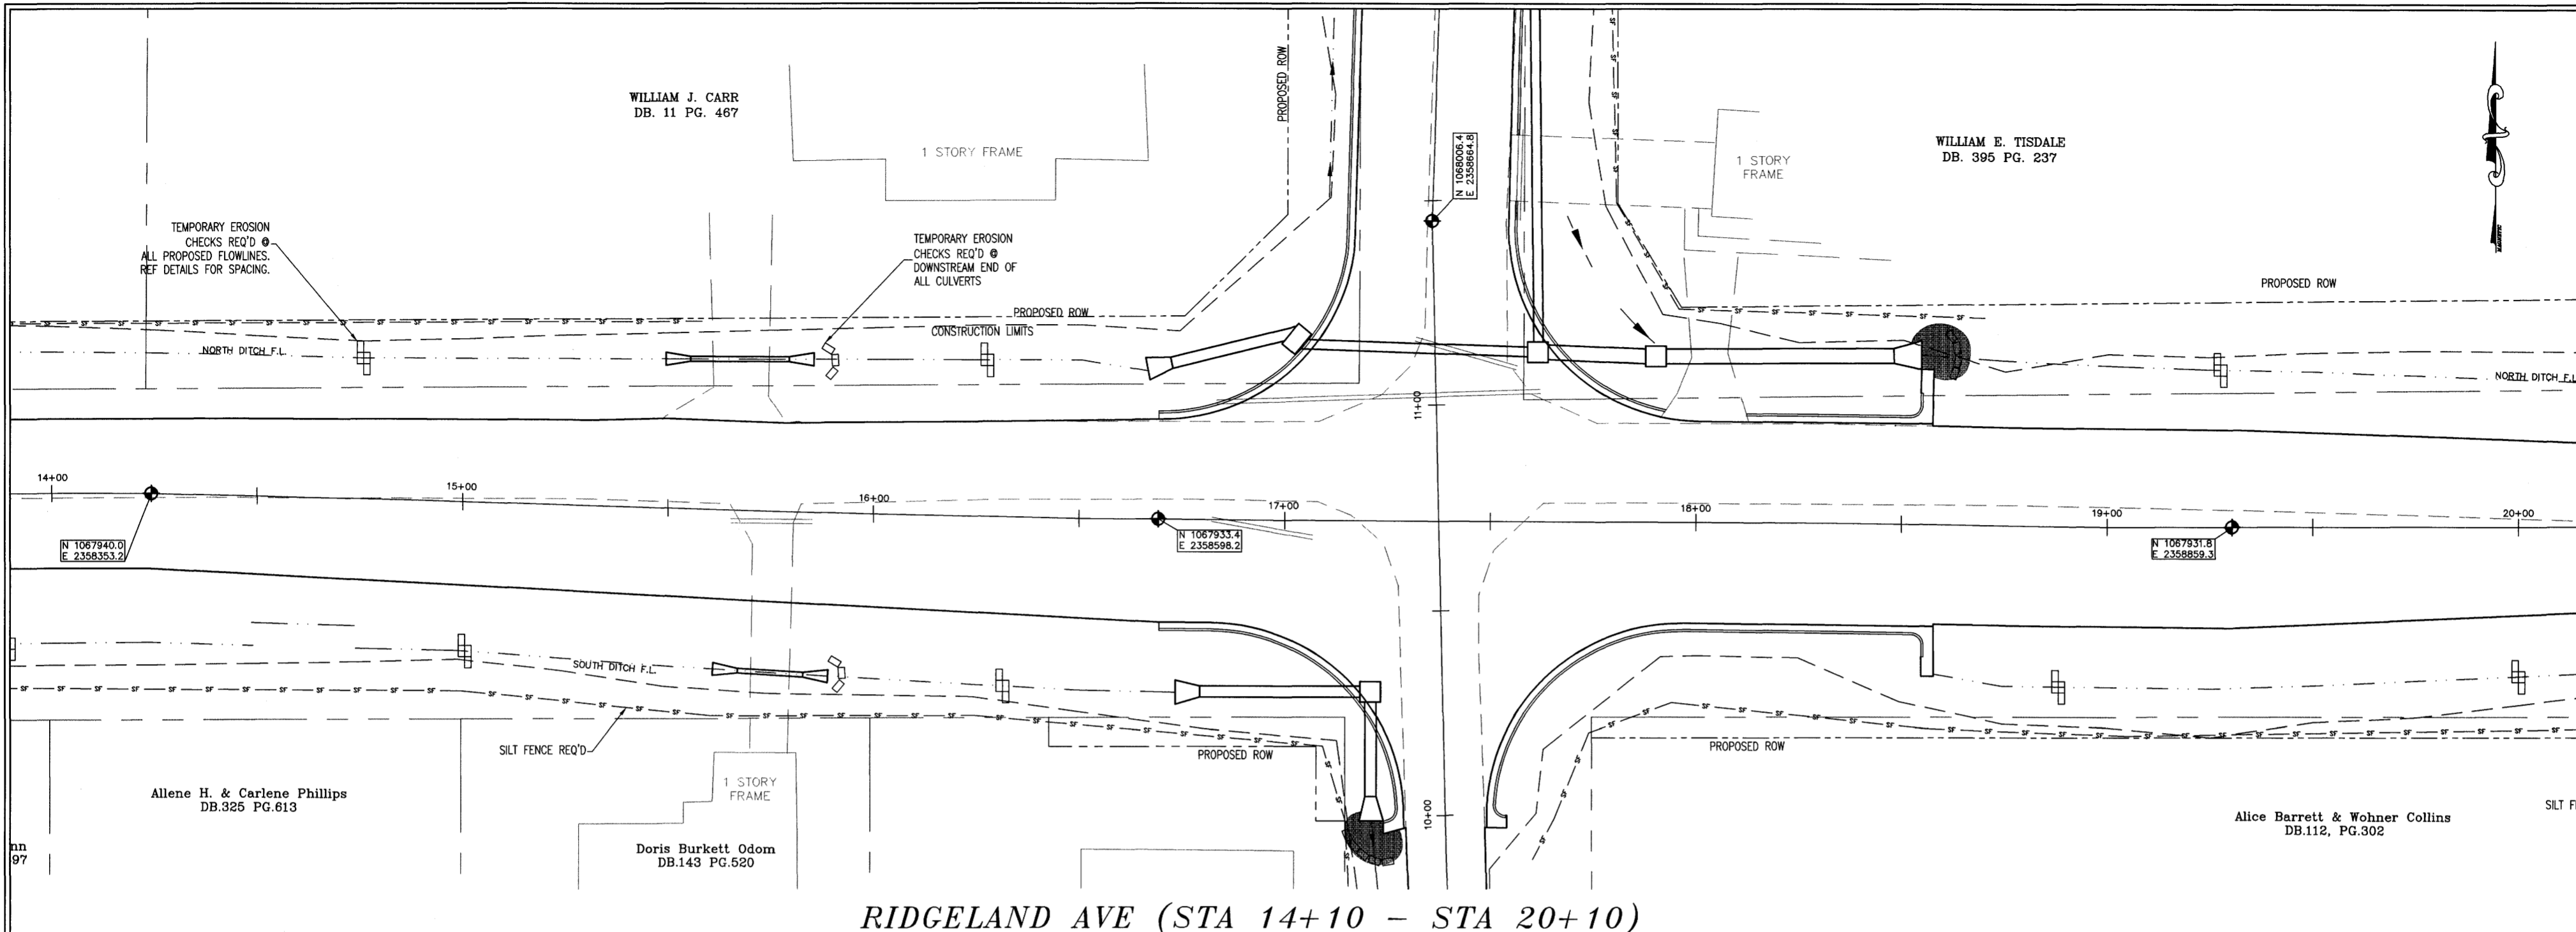 WILLIAM J. CARR
DB. 11 PG. 467
1 STORY FRAME
PROPOSED ROW
N 1068006.4
E 2358664.8
1 STORY
FRAME
WILLIAM E. TISDALE
DB. 395 PG. 237
MAGNETIC
TEMPORARY EROSION
CHECKS REQ'D @
ALL PROPOSED FLOWLINES.
REF DETAILS FOR SPACING.
TEMPORARY EROSION
CHECKS REQ'D @
DOWNSTREAM END OF
ALL CULVERTS
PROPOSED ROW
PROPOSED ROW
CONSTRUCTION LIMITS
NORTH DITCH F.L.
NORTH DITCH F.L.
11+00
14+00
15+00
16+00
17+00
18+00
19+00
20+00
N 1067940.0
E 2358353.2
N 1067933.4
E 2358598.2
N 1067931.8
E 2358859.3
SOUTH DITCH F.L.
SILT FENCE REQ'D
PROPOSED ROW
PROPOSED ROW
10+00
1 STORY
FRAME
Allene H. & Carlene Phillips
DB.325 PG.613
Doris Burkett Odom
DB.143 PG.520
Alice Barrett & Wohner Collins
DB.112, PG.302
SILT F
nn
97
RIDGELAND AVE (STA 14+10 - STA 20+10)